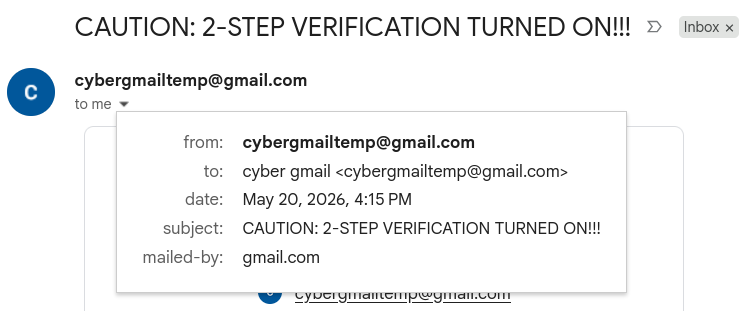 CAUTION: 2-STEP VERIFICATION TURNED ON!!!
Inbox ×
C
cybergmailtemp@gmail.com
to me
from: cybergmailtemp@gmail.com
to: cyber gmail <cybergmailtemp@gmail.com>
date: May 20, 2026, 4:15 PM
subject: CAUTION: 2-STEP VERIFICATION TURNED ON!!!
mailed-by: gmail.com
cybergmailtemp@gmail.com